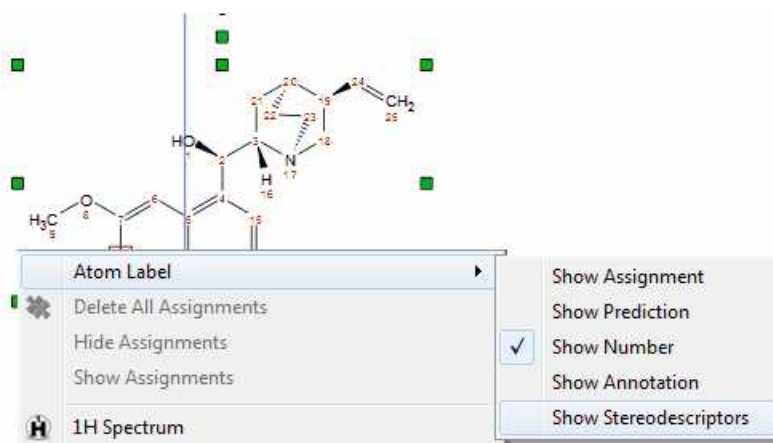 20
24
21
19
CH2
22
23
25
HO
1
18
2
3
N
H
17
16
O
6
4
8
H3C
7
5
15
9
Atom Label
Delete All Assignments
Hide Assignments
Show Assignments
1H Spectrum
Show Assignment
Show Prediction
Show Number
Show Annotation
Show Stereodescriptors